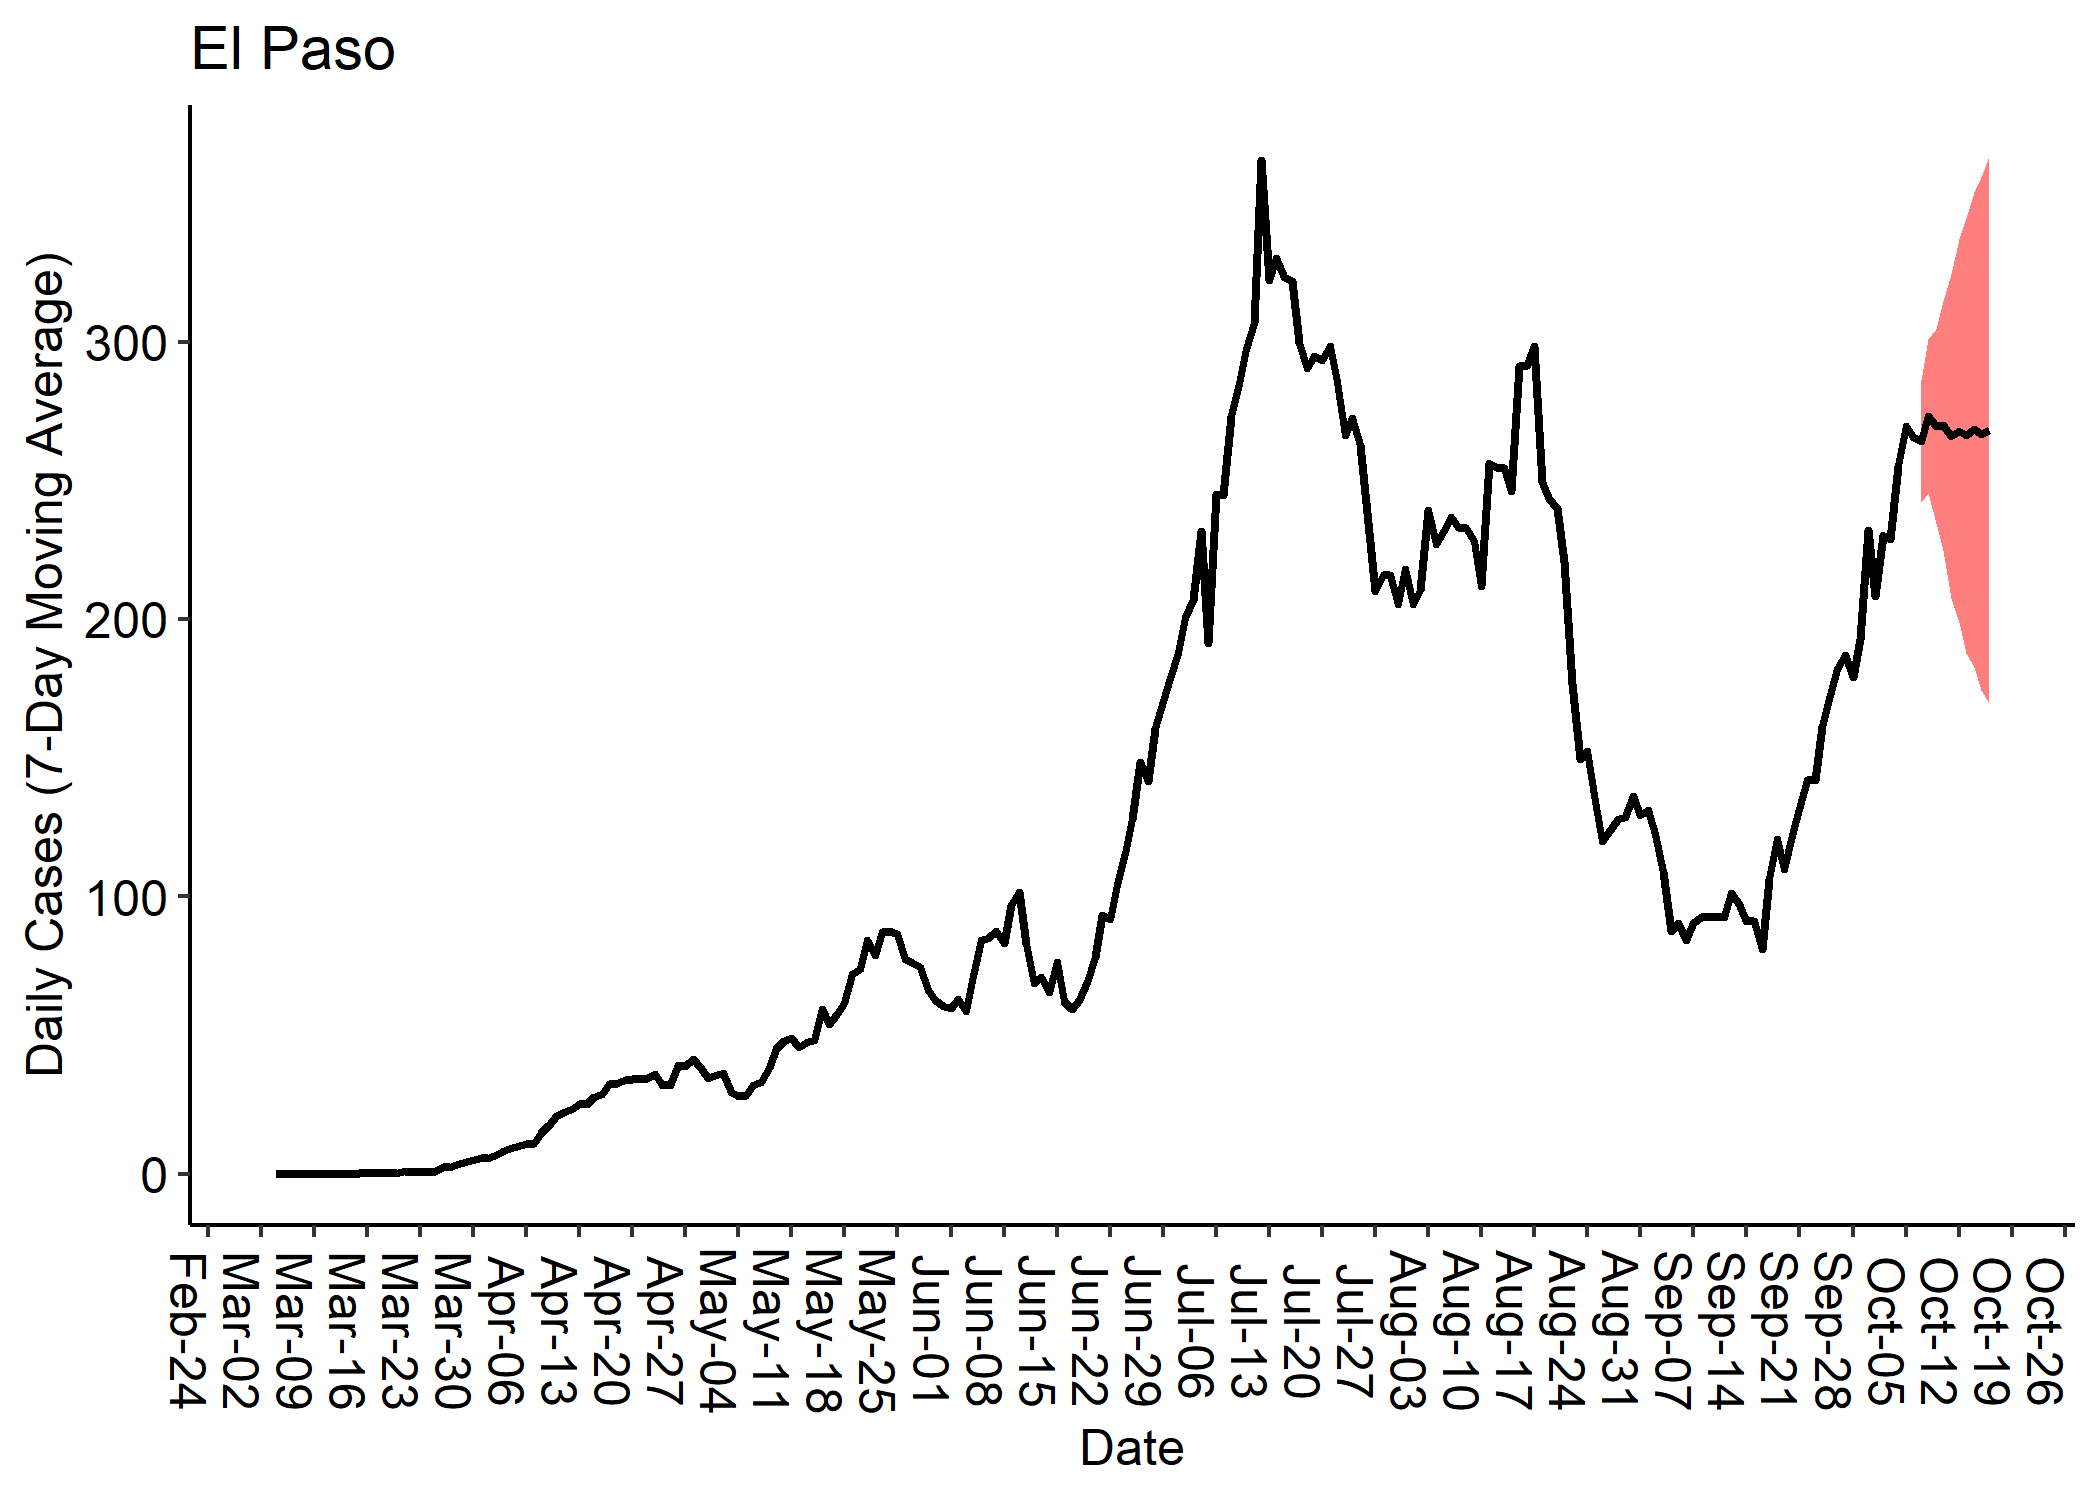 El Paso
Daily Cases (7-Day Moving Average)
300
200
100
0
Feb-24
Mar-02
Mar-09
Mar-16
Mar-23
Mar-30
Apr-06
Apr-13
Apr-20
Apr-27
May-04
May-11
May-18
May-25
Jun-01
Jun-08
Jun-15
Jun-22
Jun-29
Jul-06
Jul-13
Jul-20
Jul-27
Aug-03
Aug-10
Aug-17
Aug-24
Aug-31
Sep-07
Sep-14
Sep-21
Sep-28
Oct-05
Oct-12
Oct-19
Oct-26
Date